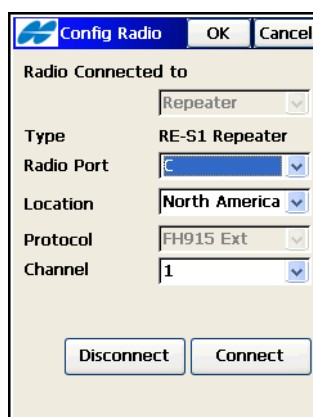 Config Radio OK Cancel
Radio Connected to
Repeater
Type RE-S1 Repeater
Radio Port C
Location North America
Protocol FH915 Ext
Channel 1
Disconnect Connect